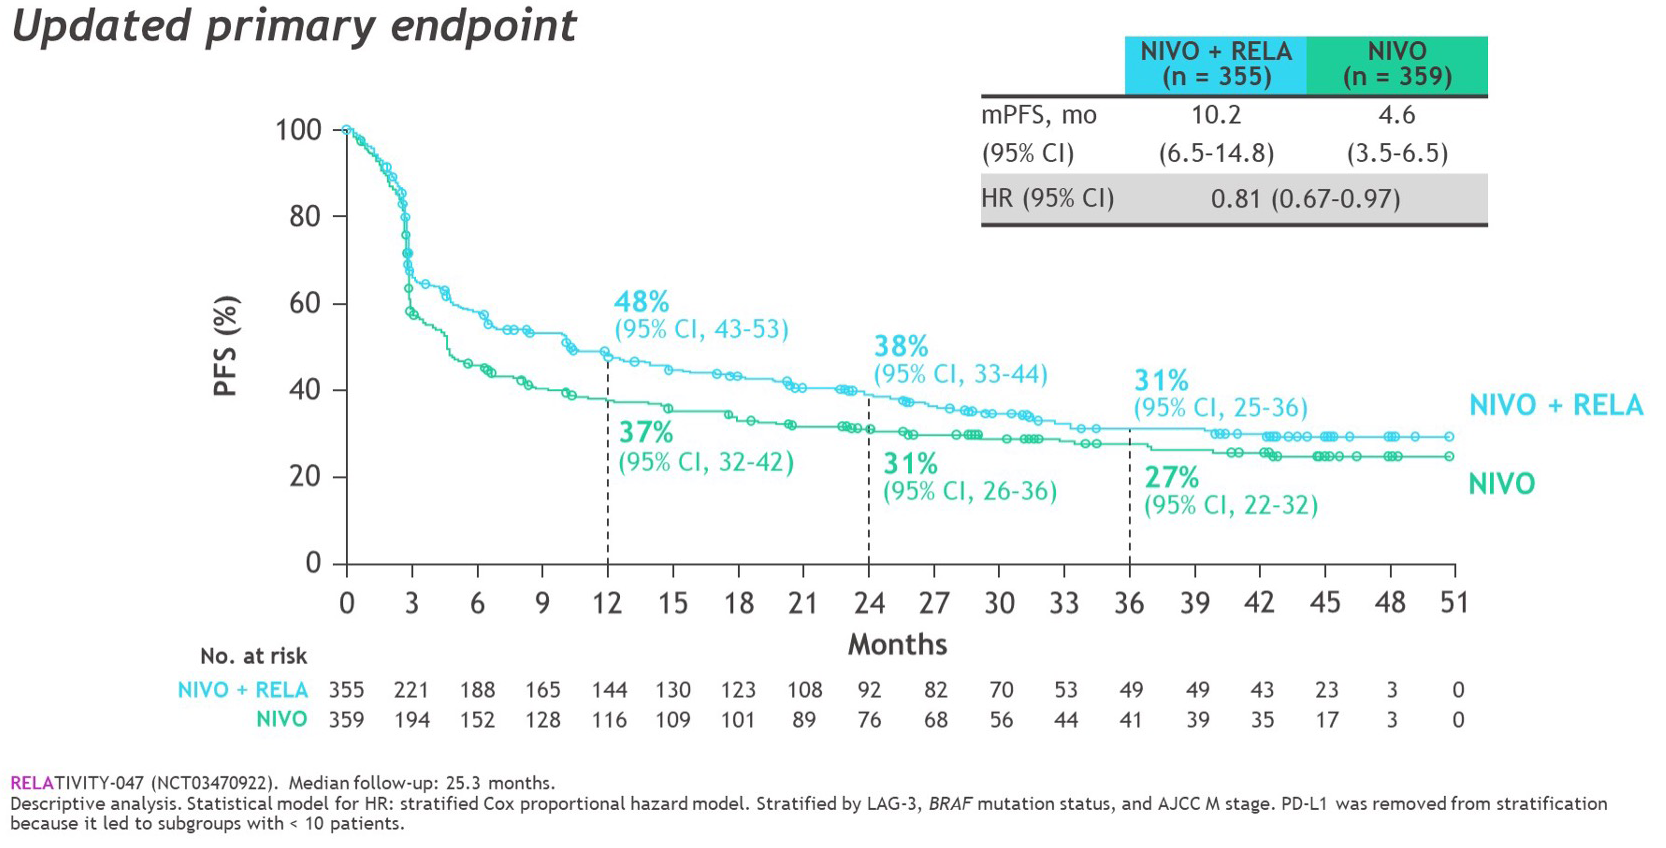 Updated primary endpoint
NIVO + RELA
(n = 355)
NIVO
(n = 359)
mPFS, mo 10.2 4.6
(95% CI) (6.5-14.8) (3.5-6.5)
HR (95% CI) 0.81 (0.67-0.97)
PFS (%)
100
80
60
40
20
0
48%
(95% CI, 43-53)
38%
(95% CI, 33-44)
31%
(95% CI, 25-36)
NIVO + RELA
37%
(95% CI, 32-42)
31%
(95% CI, 26-36)
27%
(95% CI, 22-32)
NIVO
0 3 6 9 12 15 18 21 24 27 30 33 36 39 42 45 48 51
Months
No. at risk
NIVO + RELA 355 221 188 165 144 130 123 108 92 82 70 53 49 49 43 23 3 0
NIVO 359 194 152 128 116 109 101 89 76 68 56 44 41 39 35 17 3 0
RELATIVITY-047 (NCT03470922). Median follow-up: 25.3 months.
Descriptive analysis. Statistical model for HR: stratified Cox proportional hazard model. Stratified by LAG-3, BRAF mutation status, and AJCC M stage. PD-L1 was removed from stratification
because it led to subgroups with < 10 patients.